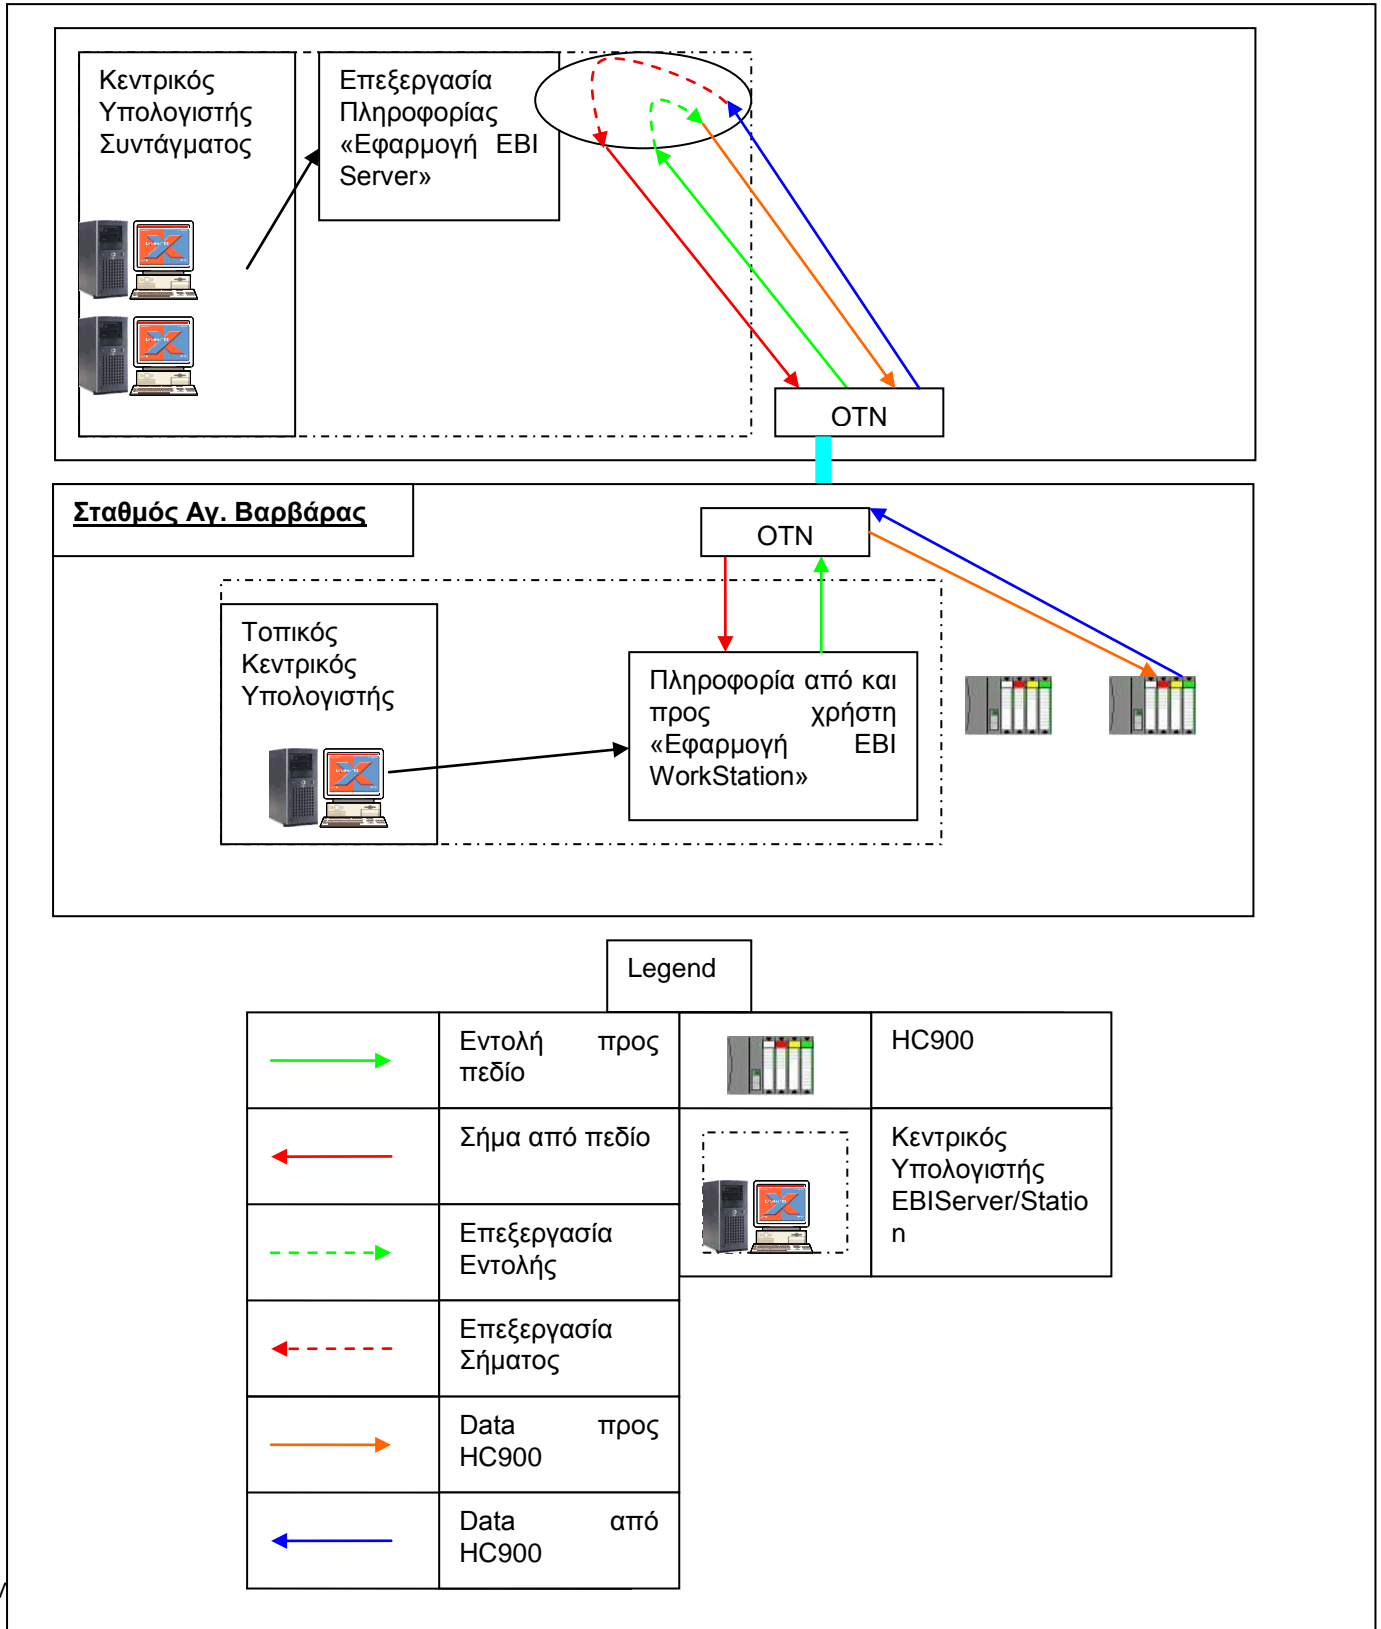 Κεντρικός
Υπολογιστής
Συντάγματος
Επεξεργασία
Πληροφορίας
«Εφαρμογή EBI
Server»
OTN
Σταθμός Αγ. Βαρβάρας
OTN
Τοπικός
Κεντρικός
Υπολογιστής
Πληροφορία από και
προς χρήστη
«Εφαρμογή EBI
WorkStation»
Legend
Εντολή προς
πεδίο
HC900
Σήμα από πεδίο
Κεντρικός
Υπολογιστής
EBIServer/Statio
n
Επεξεργασία
Εντολής
Επεξεργασία
Σήματος
Data προς
HC900
Data από
HC900